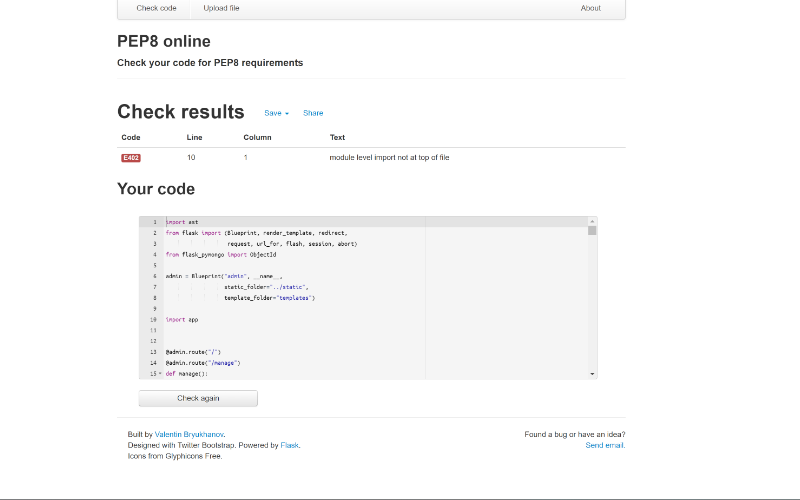 Check code Upload file About
PEP8 online
Check your code for PEP8 requirements
Check results Save Share
Code Line Column Text
E402 10 1 module level import not at top of file
Your code
1 import ast
2 from flask import (Blueprint, render_template, redirect,
3 request, url_for, flash, session, abort)
4 from flask_pymongo import ObjectId
5
6 admin = Blueprint("admin", __name__,
7 static_folder="../static",
8 template_folder="templates")
9
10 import app
11
12
13 @admin.route("/")
14 @admin.route("/manage")
15 def manage():
Check again
Built by Valentin Bryukhanov. Found a bug or have an idea?
Designed with Twitter Bootstrap. Powered by Flask. Send email.
Icons from Glyphicons Free.